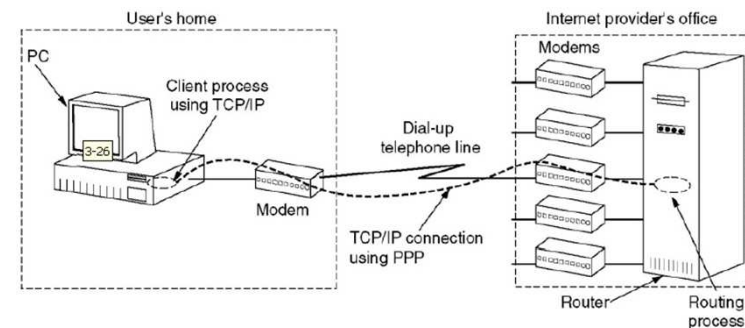 User's home
Internet provider's office
PC
Modems
Client process
using TCP/IP
3-26
Dial-up
telephone line
Modem
TCP/IP connection
using PPP
Router
Routing
process